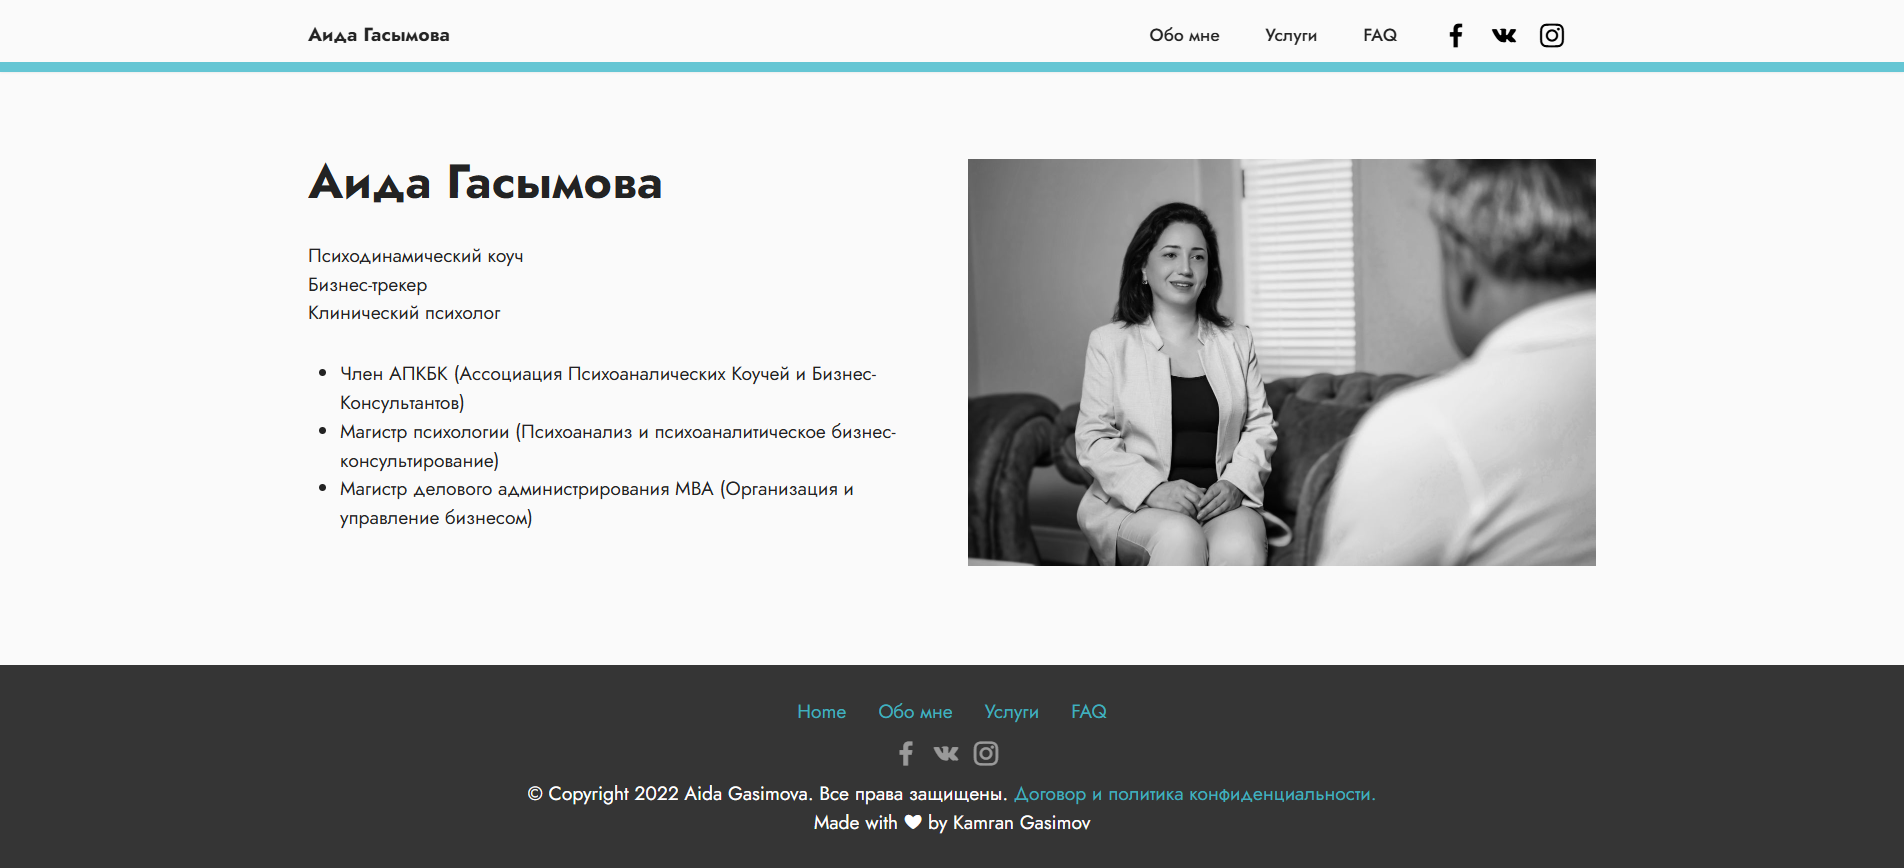 Аида Гасымова
Обо мне Услуги FAQ
Аида Гасымова
Психодинамический коуч
Бизнес-трекер
Клинический психолог
Член АПКБК (Ассоциация Психоаналических Коучей и Бизнес-
Консультантов)
Магистр психологии (Психоанализ и психоаналитическое бизнес-
консультирование)
Магистр делового администрирования MBA (Организация и
управление бизнесом)
Home Обо мне Услуги FAQ
© Copyright 2022 Aida Gasimova. Все права защищены. Договор и политика конфиденциальности.
Made with ♥ by Kamran Gasimov